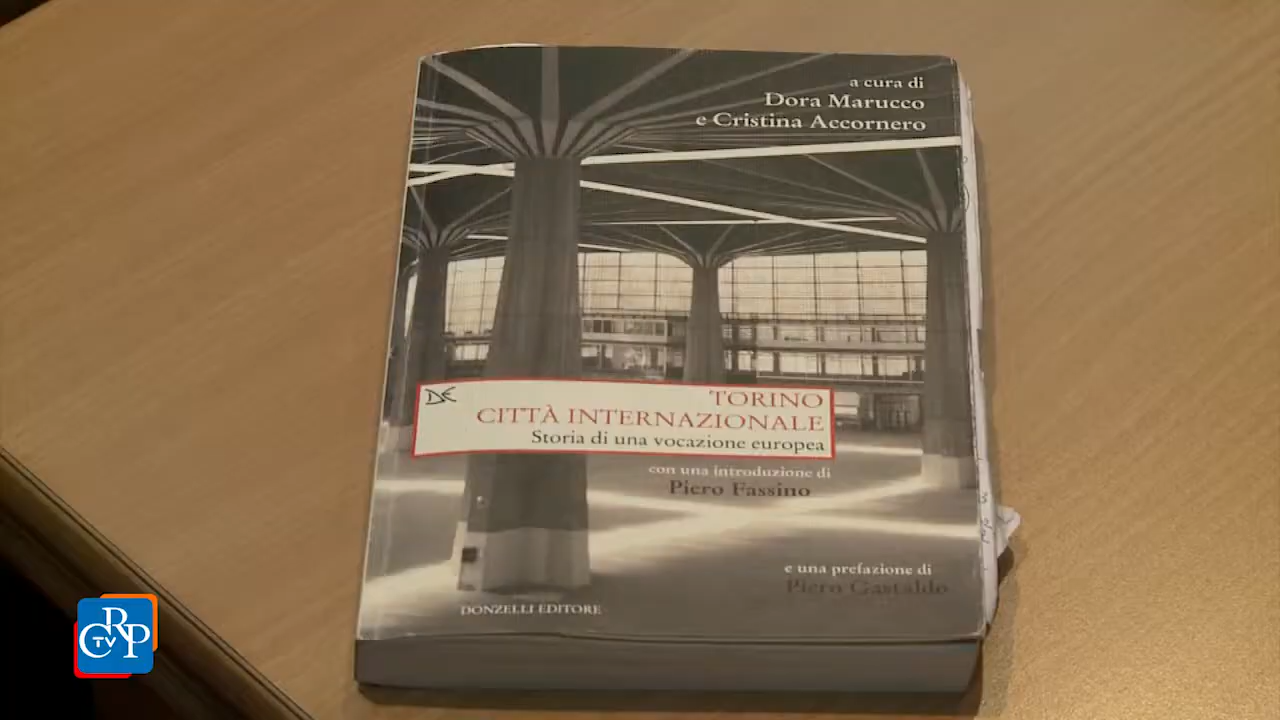 a cura di
Dora Marucco
e Cristina Accornero
DE
TORINO
CITTÀ INTERNAZIONALE
Storia di una vocazione europea
con una introduzione di
Piero Fassino
e una prefazione di
Piero Gastaldo
DONZELLI EDITORE
CRP
TV